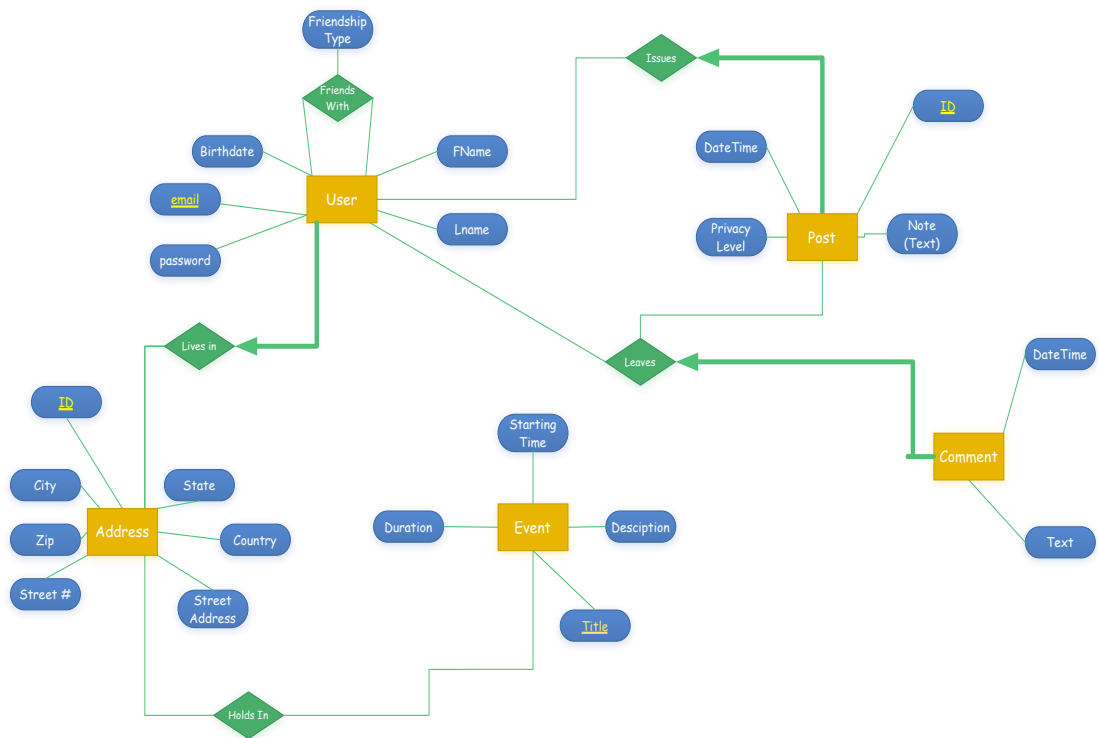 Friendship
Type
Friends
With
Issues
ID
Birthdate
FName
DateTime
email
User
Lname
Privacy
Level
Post
Note
(Text)
password
Lives in
Leaves
DateTime
ID
Starting
Time
City
State
Comment
Address
Duration
Event
Desciption
Zip
Country
Text
Street #
Street
Address
Title
Holds In